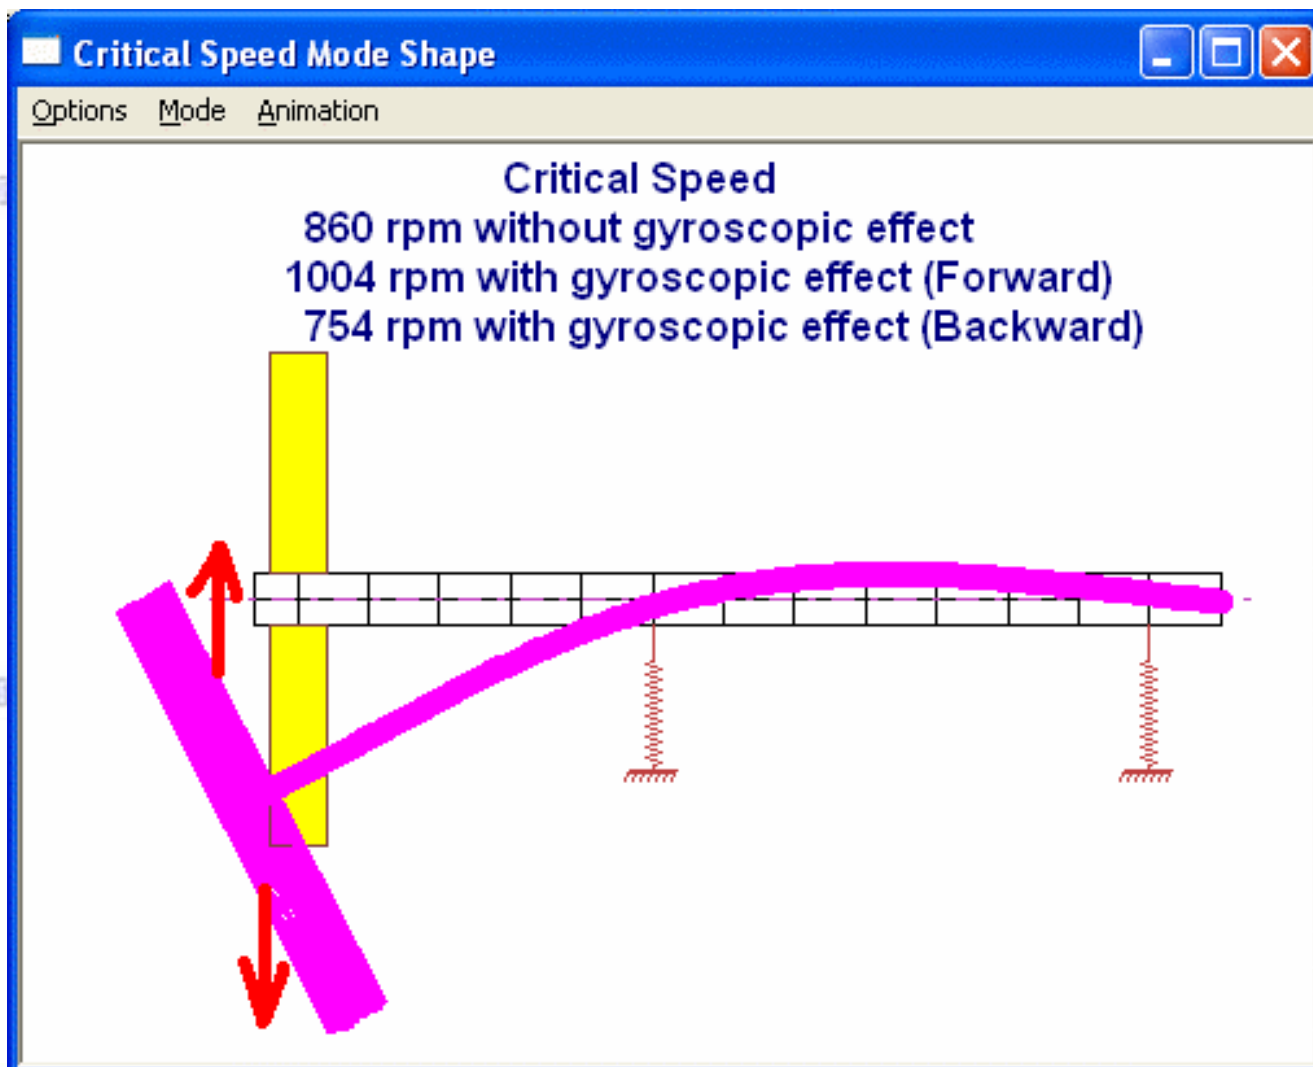 Critical Speed Mode Shape
Options Mode Animation
Critical Speed
860 rpm without gyroscopic effect
1004 rpm with gyroscopic effect (Forward)
754 rpm with gyroscopic effect (Backward)